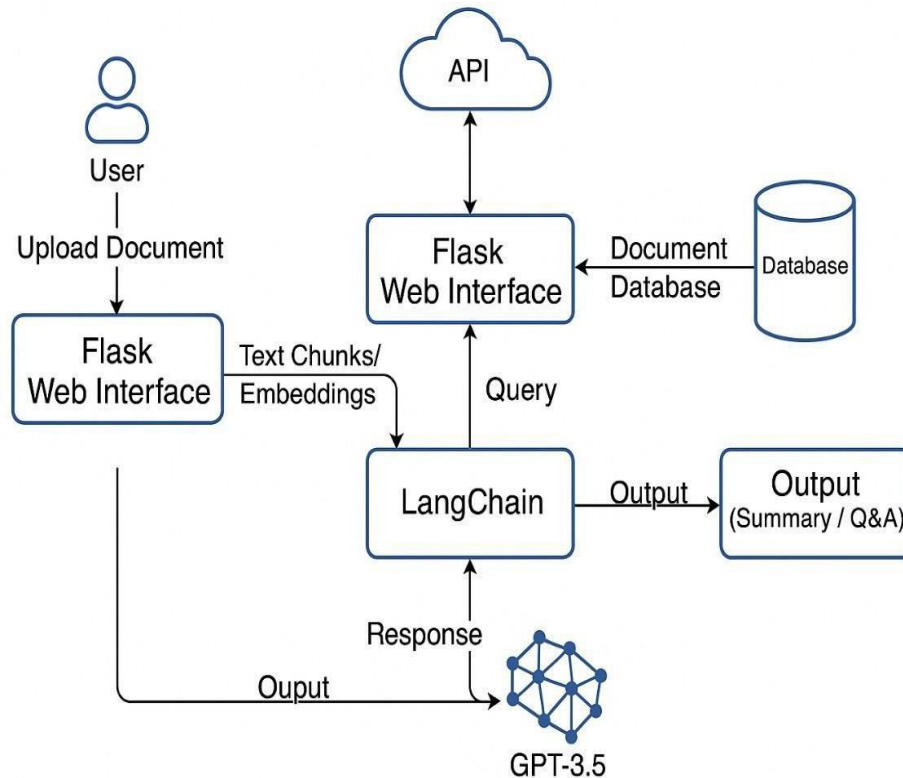 API
User
Upload Document
Flask
Web Interface
Document
Database
Database
Flask
Web Interface
Text Chunks/
Embeddings
Query
LangChain
Output
Output
(Summary / Q&A)
Response
Ouput
GPT-3.5